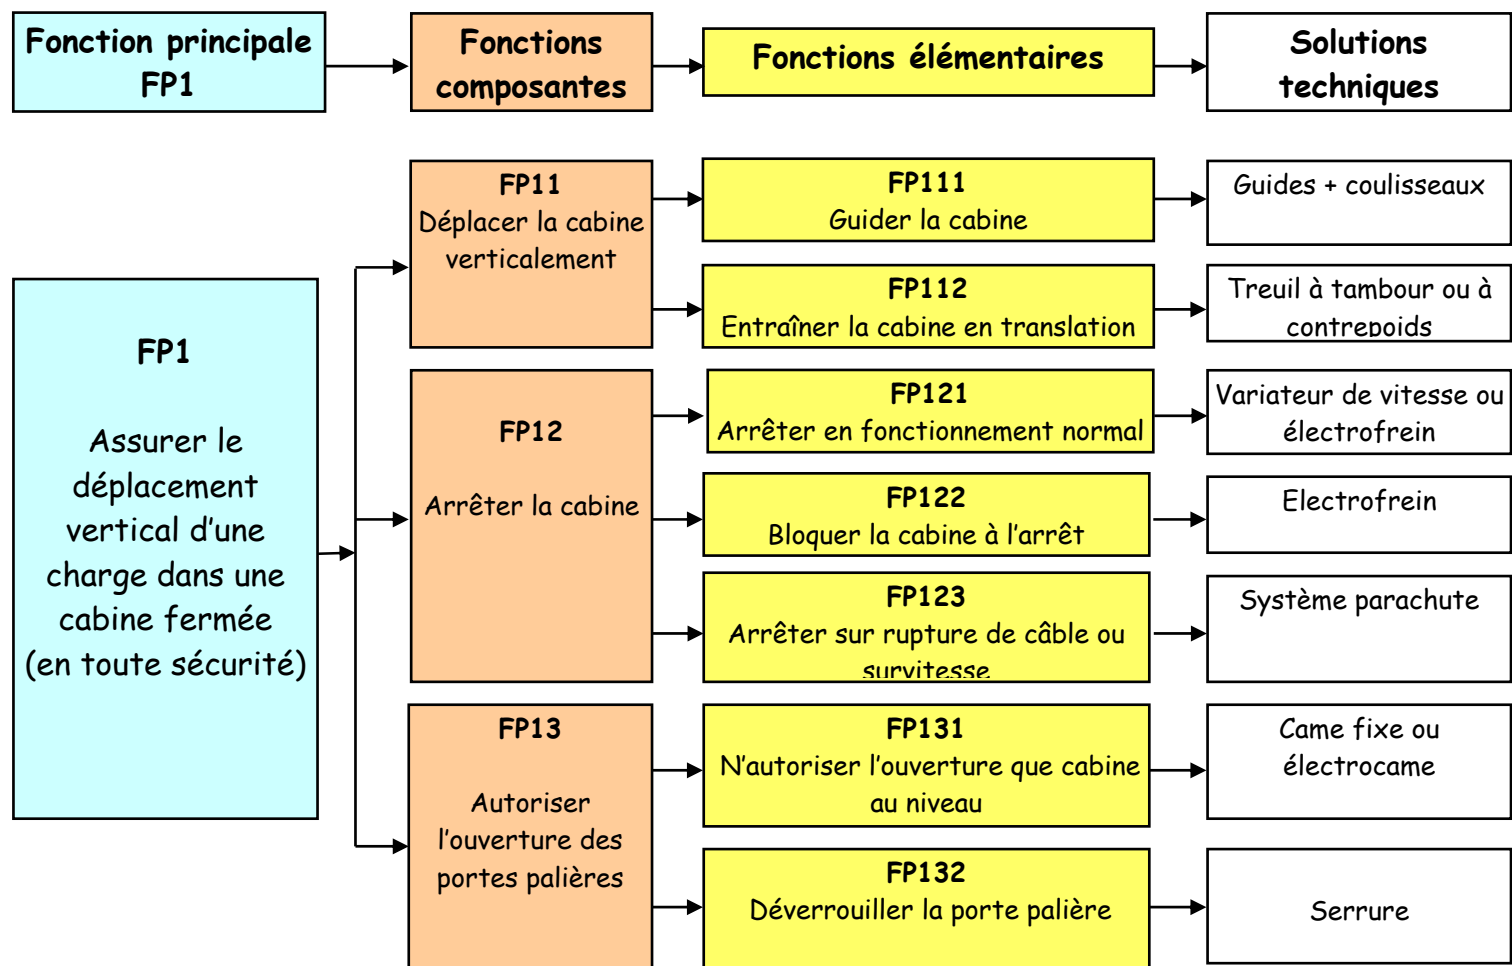 Fonction principale
FP1
Fonctions
composantes
Fonctions élémentaires
Solutions
techniques
FP1
Assurer le
déplacement
vertical d'une
charge dans une
cabine fermée
(en toute sécurité)
FP11
Déplacer la cabine
verticalement
FP111
Guider la cabine
Guides + coulisseaux
FP112
Entraîner la cabine en translation
Treuil à tambour ou à
contrepoids
FP12
Arrêter la cabine
FP121
Arrêter en fonctionnement normal
Variateur de vitesse ou
électrofrein
FP122
Bloquer la cabine à l'arrêt
Electrofrein
FP123
Arrêter sur rupture de câble ou
survitesse
Système parachute
FP13
Autoriser
l'ouverture des
portes palières
FP131
N'autoriser l'ouverture que cabine
au niveau
Came fixe ou
électrocame
FP132
Déverrouiller la porte palière
Serrure